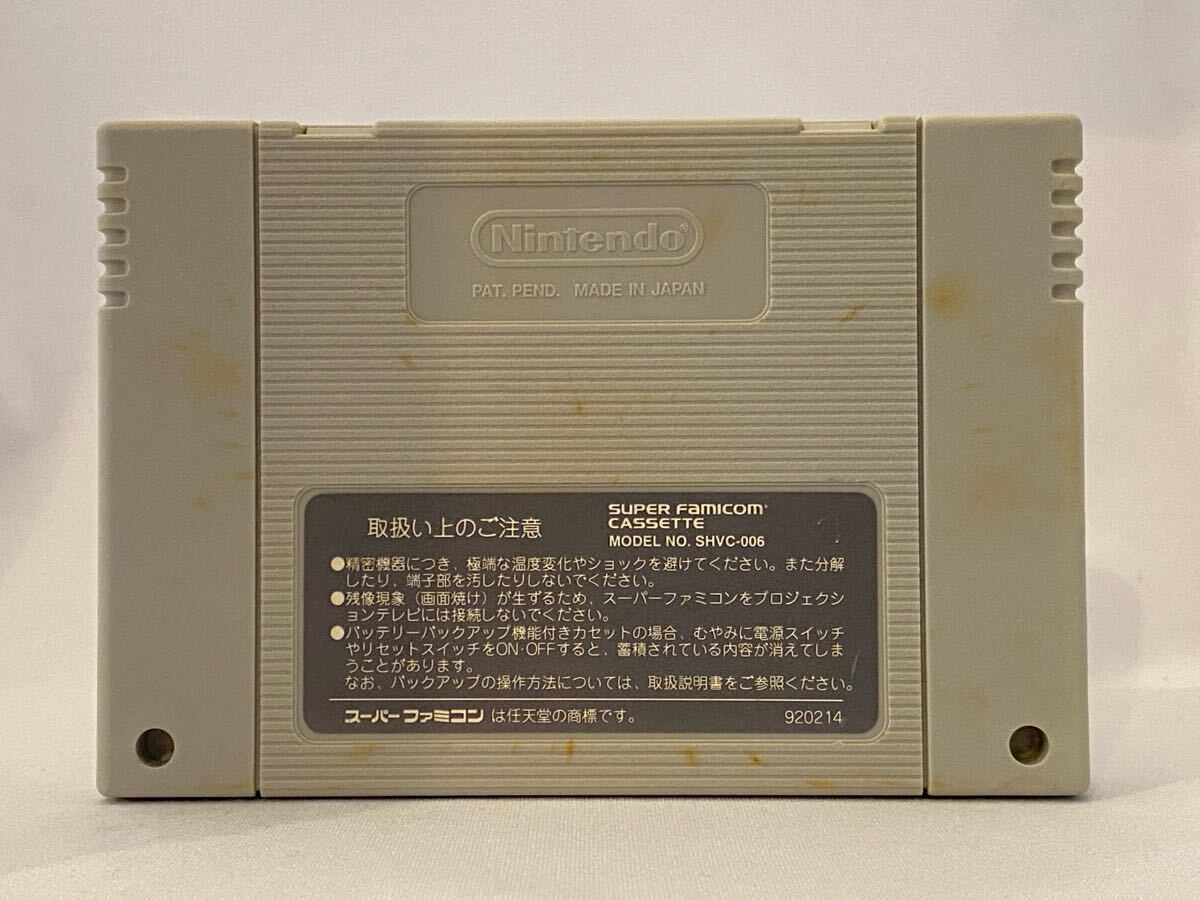 Nintendo®
PAT. PEND. MADE IN JAPAN
取扱い上のご注意
SUPER FAMICOM
CASSETTE
MODEL NO. SHVC-006
●精密機器につき、極端な温度変化やショックを避けてください。また分解
したり、端子部を汚したりしないでください。
●残像現象（画面焼け）が生ずるため、スーパーファミコンをプロジェクシ
ョンテレビには接続しないでください。
●バッテリーバックアップ機能付きカセットの場合、むやみに電源スイッチ
やリセットスイッチをON・OFFすると、蓄積されている内容が消えてしま
うことがあります。
なお、バックアップの操作方法については、取扱説明書をご参照ください。
スーパーファミコンは任天堂の商標です。
920214